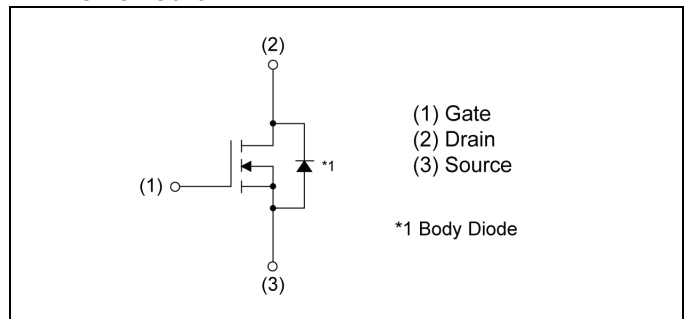 (2)
(1) Gate
(2) Drain
(3) Source
*1
(1)
*1 Body Diode
(3)